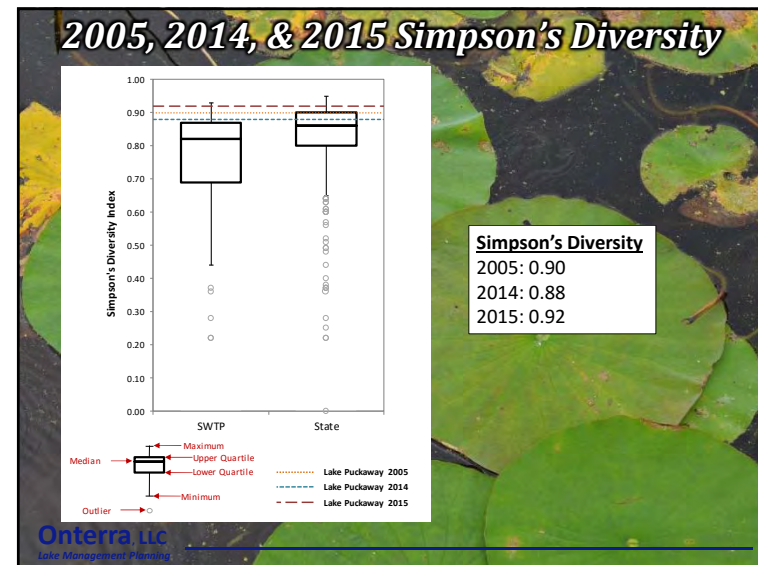 2005, 2014, & 2015 Simpson's Diversity
1.00
0.90
0.80
0.70
0.60
0.50
0.40
0.30
0.20
0.10
0.00
Simpson's Diversity Index
SWTP
State
Simpson's Diversity
2005: 0.90
2014: 0.88
2015: 0.92
Maximum
Upper Quartile
Median
Lower Quartile
Minimum
Outlier
Lake Puckaway 2005
Lake Puckaway 2014
Lake Puckaway 2015
Onterra, LLC
Lake Management Planning